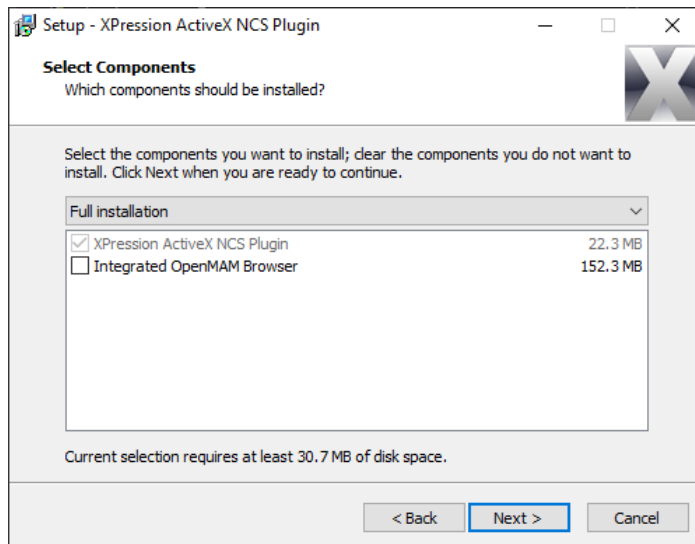 Setup - XPression ActiveX NCS Plugin
Select Components
Which components should be installed?
Select the components you want to install; clear the components you do not want to
install. Click Next when you are ready to continue.
Full installation
XPression ActiveX NCS Plugin 22.3 MB
Integrated OpenMAM Browser 152.3 MB
Current selection requires at least 30.7 MB of disk space.
< Back Next > Cancel